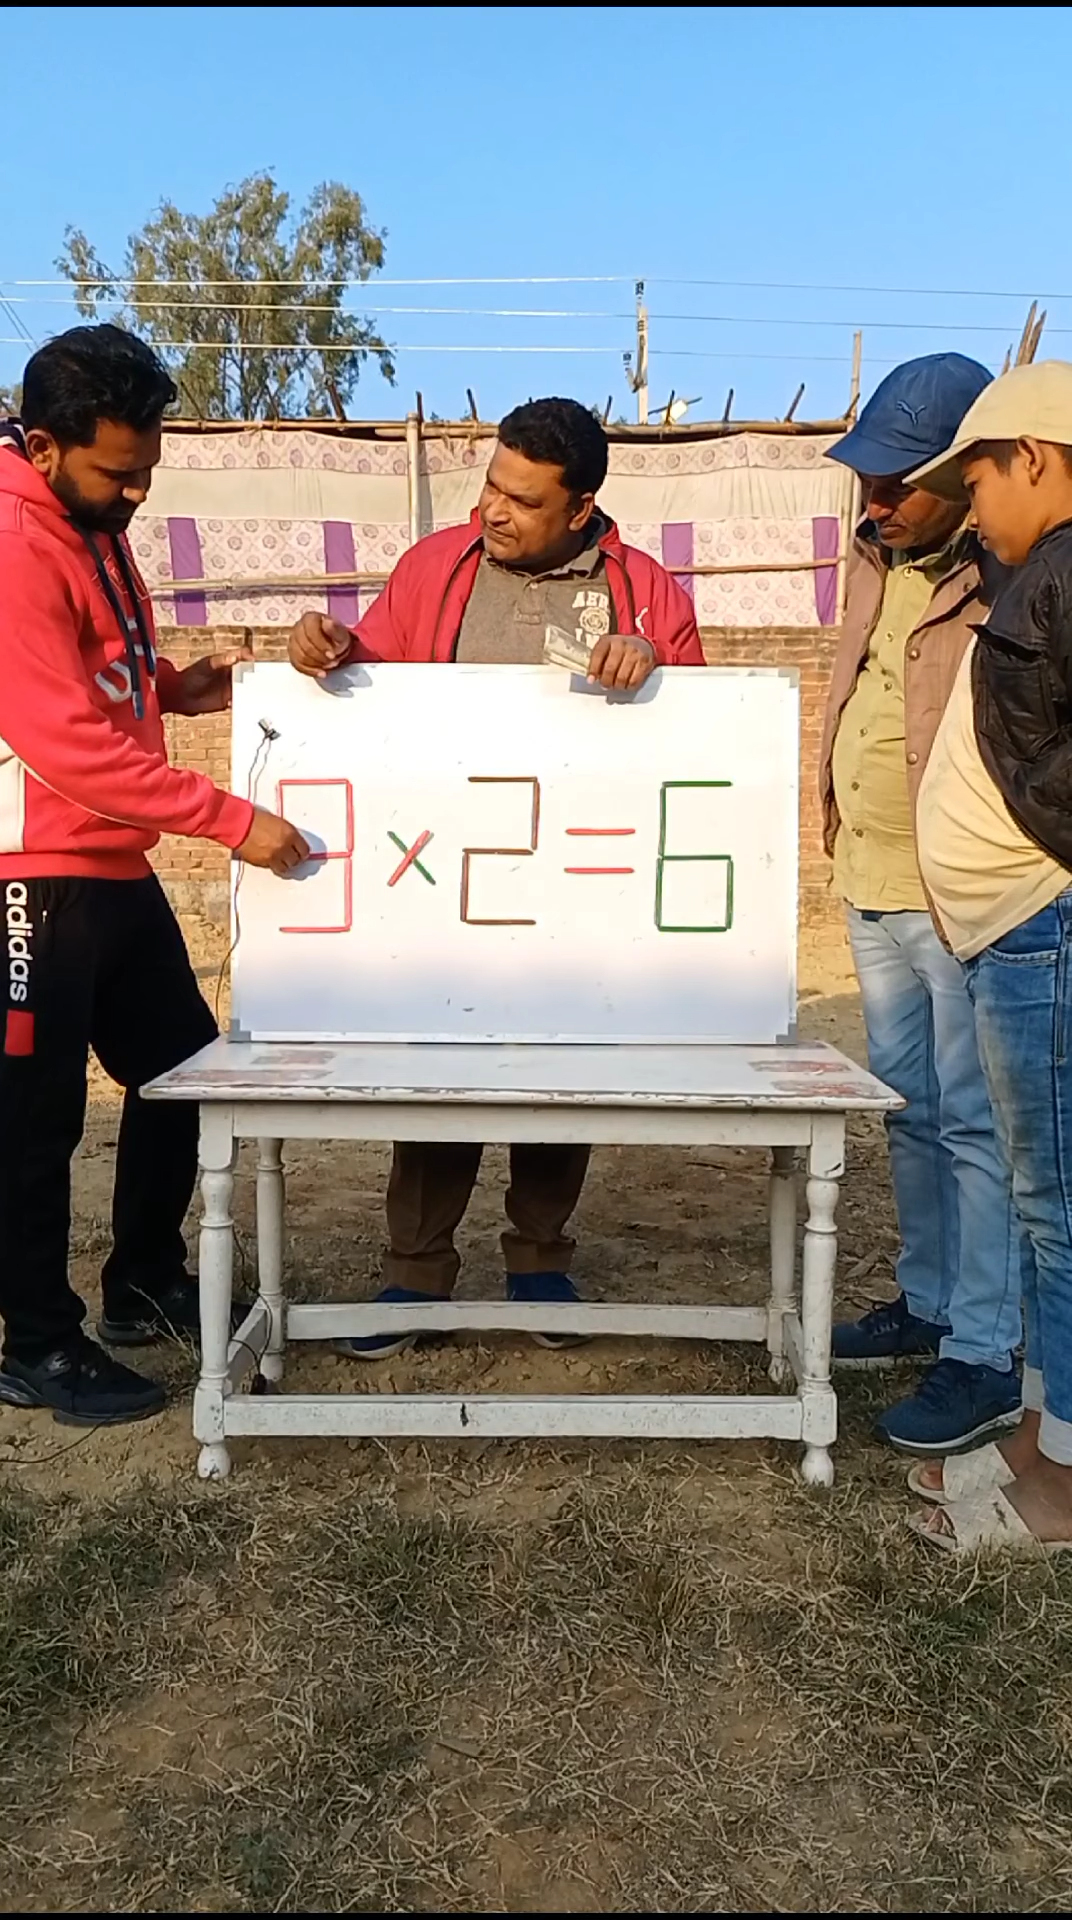 9 × 2 = 6
adidas